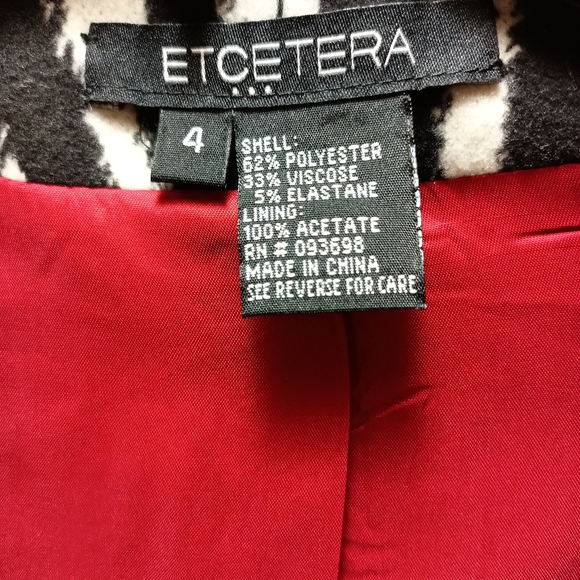 ETCETERA
4
SHELL:
62% POLYESTER
33% VISCOSE
5% ELASTANE
LINING:
100% ACETATE
RN # 093698
MADE IN CHINA
SEE REVERSE FOR CARE